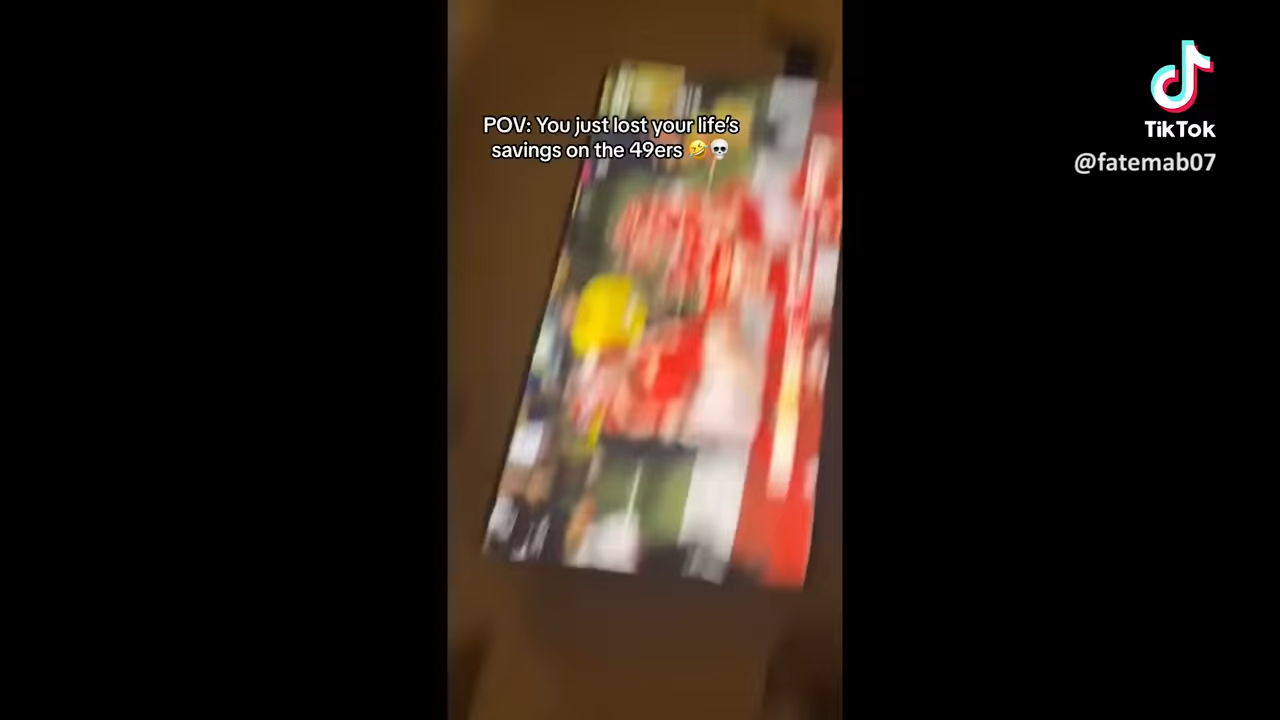 POV: You just lost your life's
savings on the 49ers 🤣💀
TikTok
@fatemab07